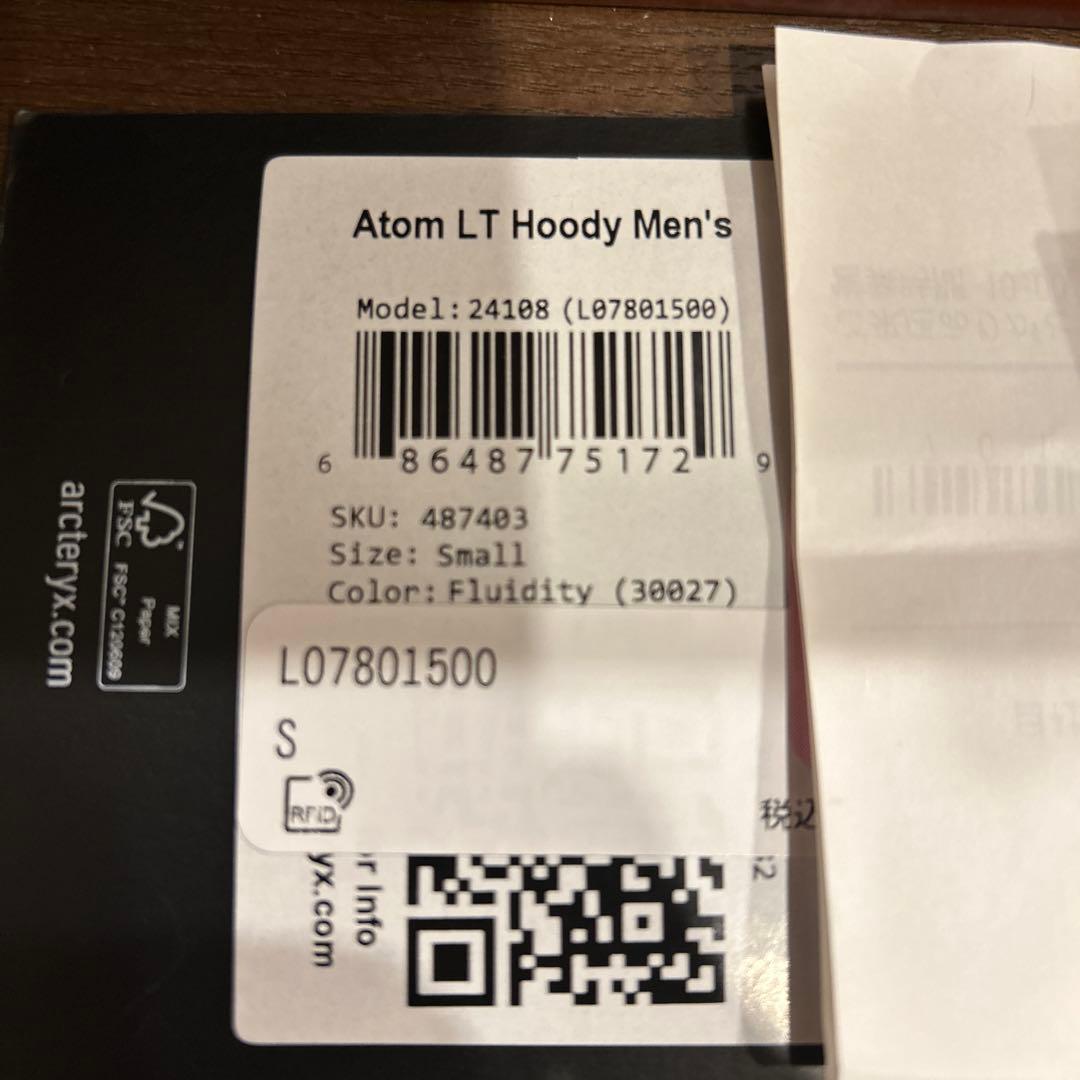 Atom LT Hoody Men's
Model: 24108 (L07801500)
6 86487 75172 9
SKU: 487403
Size: Small
Color: Fluidity (30027)
L07801500
S
RFID
税込
r Info
yx.com
arcteryx.com
FSC
MIX
Paper
FSC® C120609